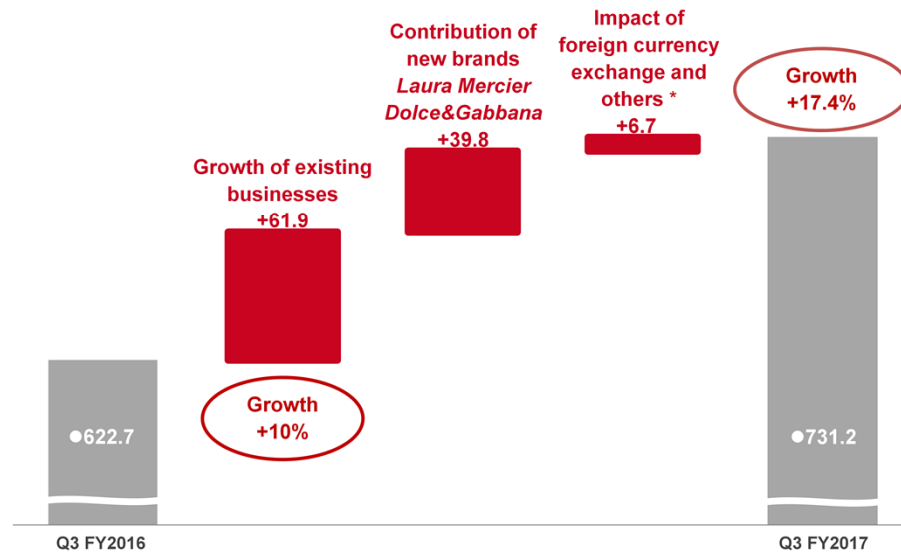 Growth of existing
businesses
+61.9
Contribution of
new brands
Laura Mercier
Dolce&Gabbana
+39.8
Impact of
foreign currency
exchange and
others *
+6.7
Growth
+17.4%
Growth
+10%
●622.7
●731.2
Q3 FY2016
Q3 FY2017